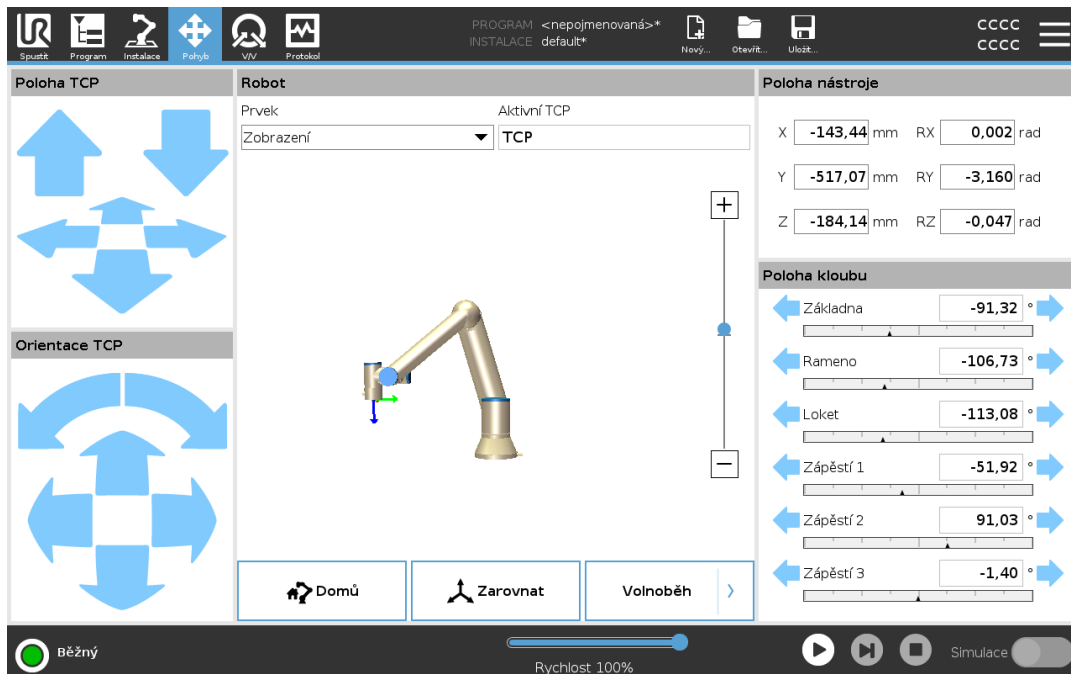 UR
Spustit
Program
Instalace
Pohyb
V/V
Protokol
PROGRAM <nepojmenovaná>*
INSTALACE default*
Nový...
Otevřít...
Uložit...
CCCC
CCCC
Poloha TCP
Orientace TCP
Robot
Prvek
Aktivní TCP
Zobrazení
TCP
Domů
Zarovnat
Volnoběh
Poloha nástroje
X -143,44 mm RX 0,002 rad
Y -517,07 mm RY -3,160 rad
Z -184,14 mm RZ -0,047 rad
Poloha kloubu
Základna -91,32 °
Rameno -106,73 °
Loket -113,08 °
Zápěstí 1 -51,92 °
Zápěstí 2 91,03 °
Zápěstí 3 -1,40 °
Běžný
Rychlost 100%
Simulace